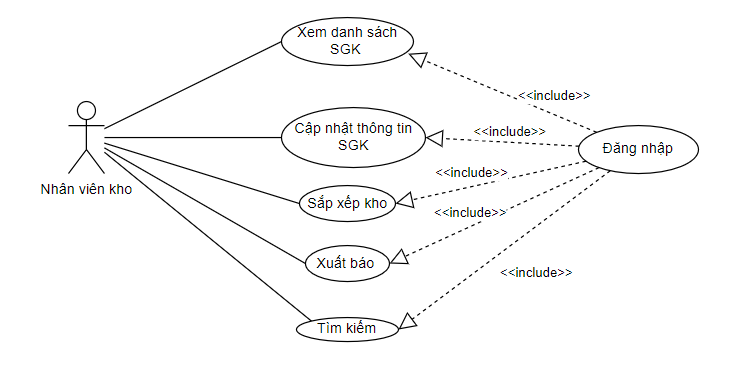 Xem danh sách
SGK
<<include>>
Cập nhật thông tin
SGK
<<include>>
Đăng nhập
<<include>>
Nhân viên kho
Sắp xếp kho
<<include>>
Xuất báo
<<include>>
Tìm kiếm